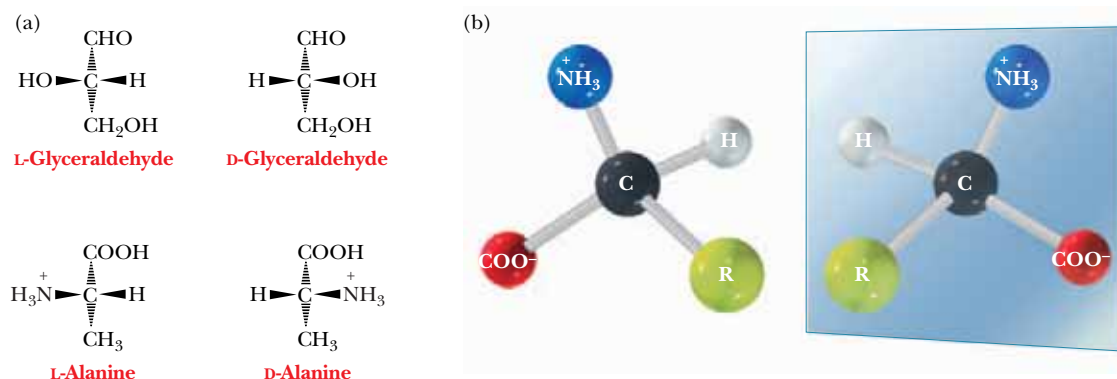 (a)
CHO
HO C H
CH₂OH
L-Glyceraldehyde
CHO
H C OH
CH₂OH
D-Glyceraldehyde
COOH
H₃N⁺ C H
CH₃
L-Alanine
COOH
H C NH₃⁺
CH₃
D-Alanine
(b)
NH₃⁺
H
C
COO⁻
R
NH₃⁺
H
C
R
COO⁻